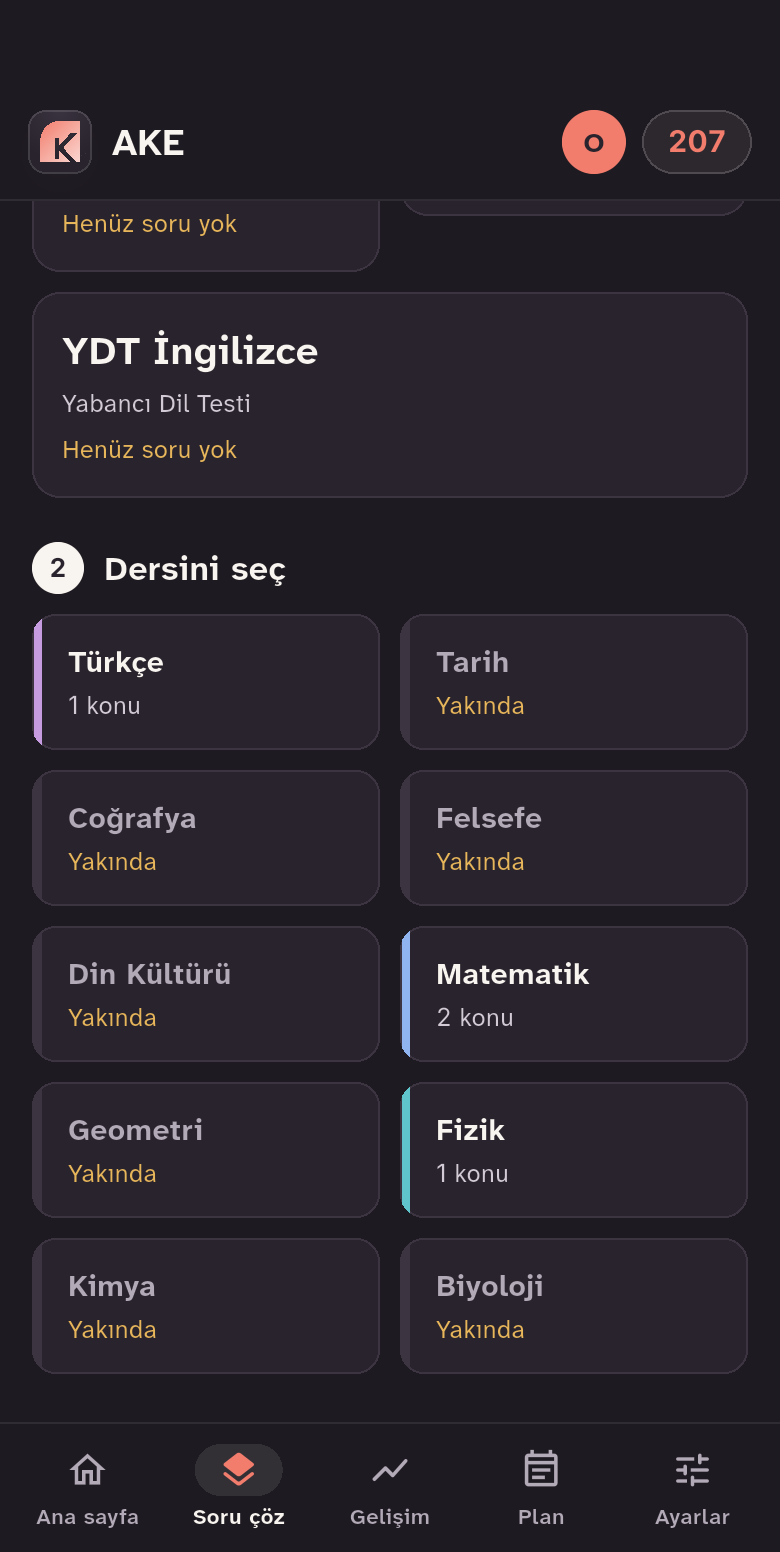 K
AKE
O
207
Henüz soru yok
YDT İngilizce
Yabancı Dil Testi
Henüz soru yok
2
Dersini seç
Türkçe
1 konu
Tarih
Yakında
Coğrafya
Yakında
Felsefe
Yakında
Din Kültürü
Yakında
Matematik
2 konu
Geometri
Yakında
Fizik
1 konu
Kimya
Yakında
Biyoloji
Yakında
Ana sayfa
Soru çöz
Gelişim
Plan
Ayarlar